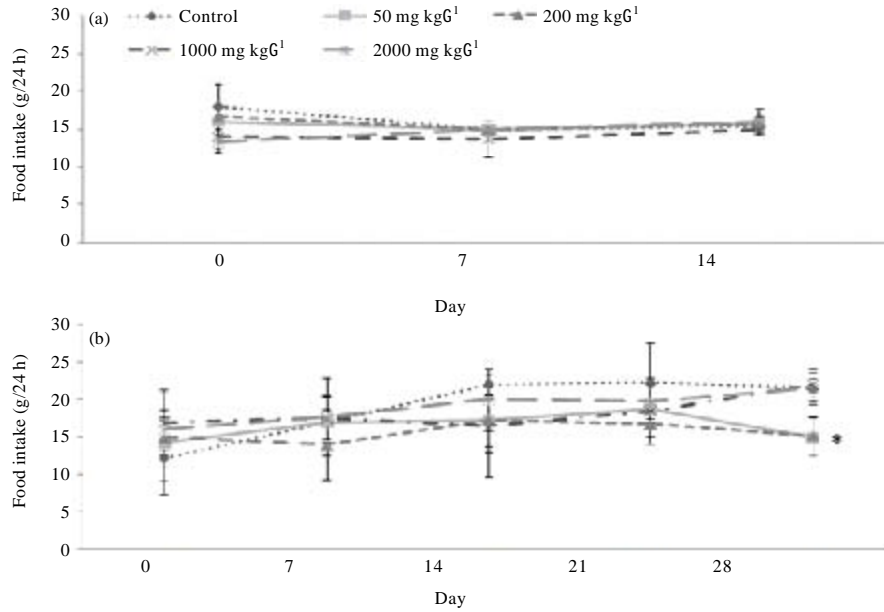 (a)
Control
50 mg kgG¹
200 mg kgG¹
1000 mg kgG¹
2000 mg kgG¹
Food intake (g/24 h)
30
25
20
15
10
5
0
0 7 14
Day
(b)
Food intake (g/24 h)
30
25
20
15
10
5
0
*
0 7 14 21 28
Day